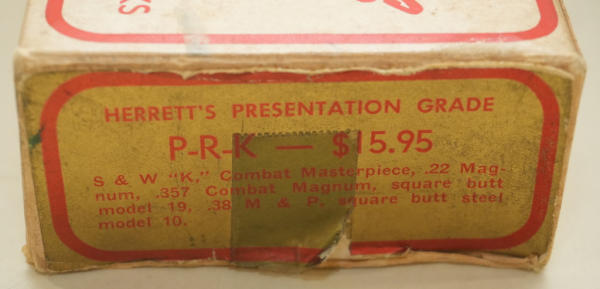 KS
HERRETT'S PRESENTATION GRADE
P-R-K — $15.95
S & W "K," Combat Masterpiece, .22 Mag-
num, .357 Combat Magnum, square butt
model 19, .38 M & P, square butt steel
model 10.